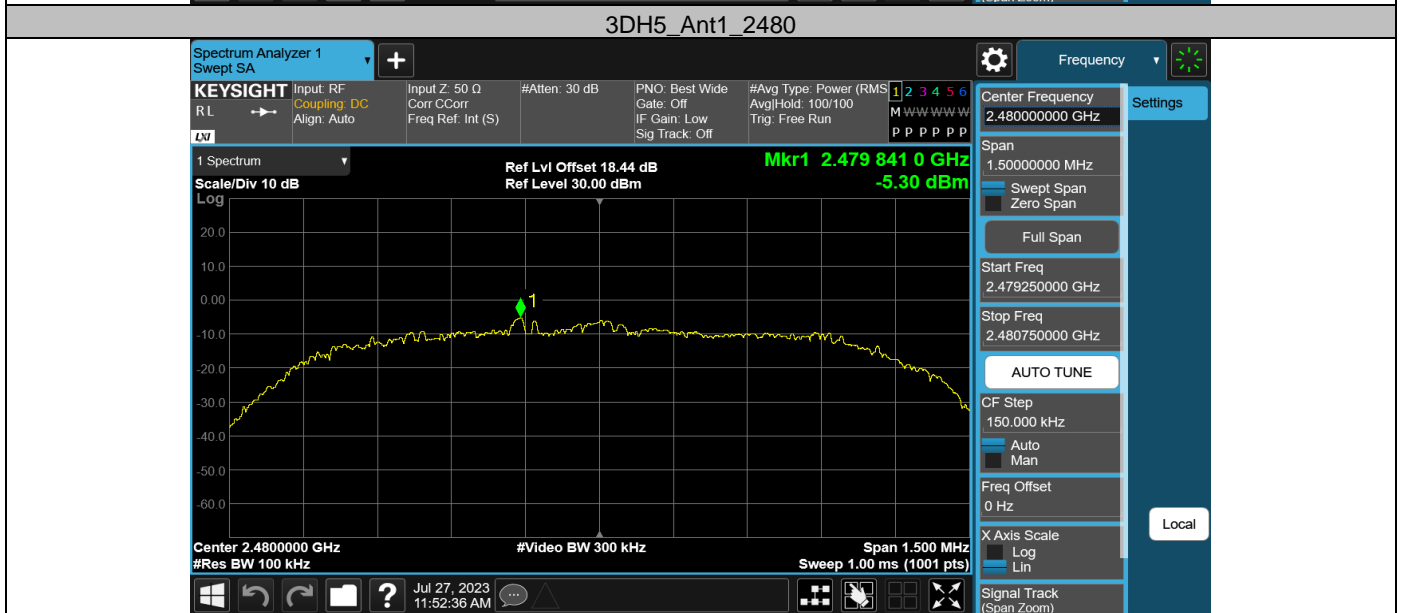 (Span Zoom)
3DH5_Ant1_2480
Spectrum Analyzer 1
Swept SA
+
Frequency
KEYSIGHT
R L
LXI
Input: RF
Coupling: DC
Align: Auto
Input Z: 50 Ω
Corr CCorr
Freq Ref: Int (S)
#Atten: 30 dB
PNO: Best Wide
Gate: Off
IF Gain: Low
Sig Track: Off
#Avg Type: Power (RMS
Avg|Hold: 100/100
Trig: Free Run
1 2 3 4 5 6
M W W W W W
P P P P P P
1 Spectrum
Scale/Div 10 dB
Log
Ref Lvl Offset 18.44 dB
Ref Level 30.00 dBm
Mkr1 2.479 841 0 GHz
-5.30 dBm
20.0
10.0
0.00
-10.0
-20.0
-30.0
-40.0
-50.0
-60.0
1
Center 2.4800000 GHz
#Res BW 100 kHz
#Video BW 300 kHz
Span 1.500 MHz
Sweep 1.00 ms (1001 pts)
?
Jul 27, 2023
11:52:36 AM
Center Frequency
2.480000000 GHz
Span
1.50000000 MHz
Swept Span
Zero Span
Full Span
Start Freq
2.479250000 GHz
Stop Freq
2.480750000 GHz
AUTO TUNE
CF Step
150.000 kHz
Auto
Man
Freq Offset
0 Hz
X Axis Scale
Log
Lin
Signal Track
(Span Zoom)
Settings
Local